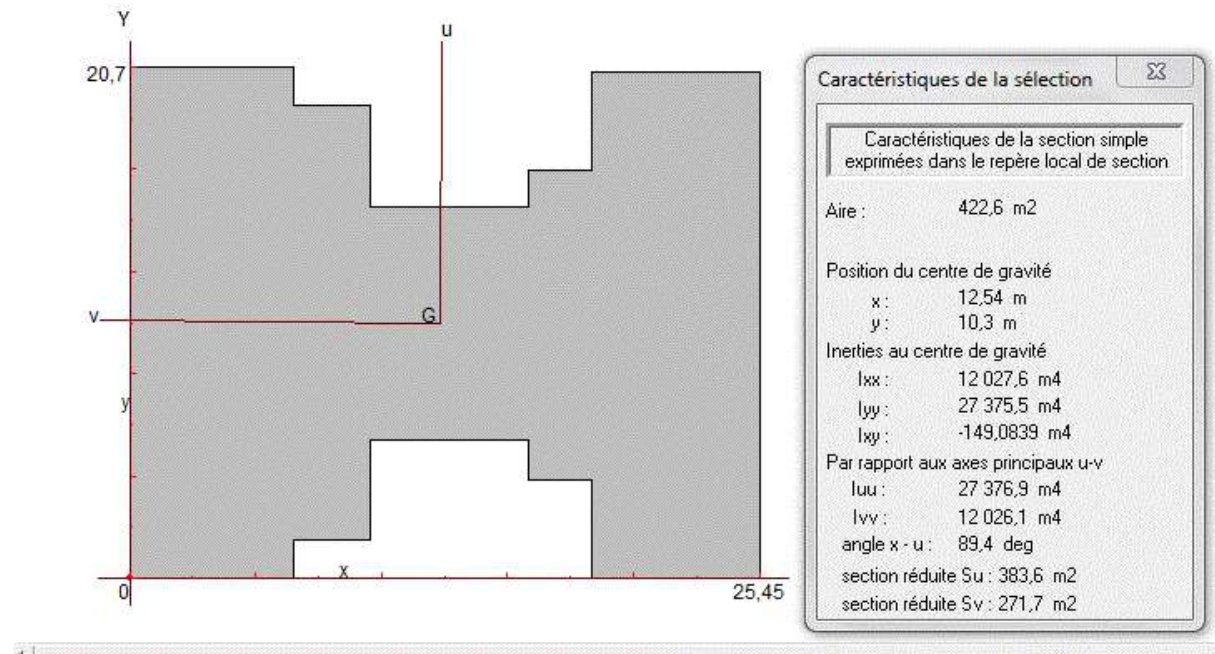 Y
u
20,7
v
G
y
x
0
25,45
Caractéristiques de la sélection
Caractéristiques de la section simple
exprimées dans le repère local de section
Aire : 422,6 m2
Position du centre de gravité
x : 12,54 m
y : 10,3 m
Inerties au centre de gravité
Ixx : 12 027,6 m4
Iyy : 27 375,5 m4
Ixy : -149,0839 m4
Par rapport aux axes principaux u-v
Iuu : 27 376,9 m4
Ivv : 12 026,1 m4
angle x - u : 89,4 deg
section réduite Su : 383,6 m2
section réduite Sv : 271,7 m2